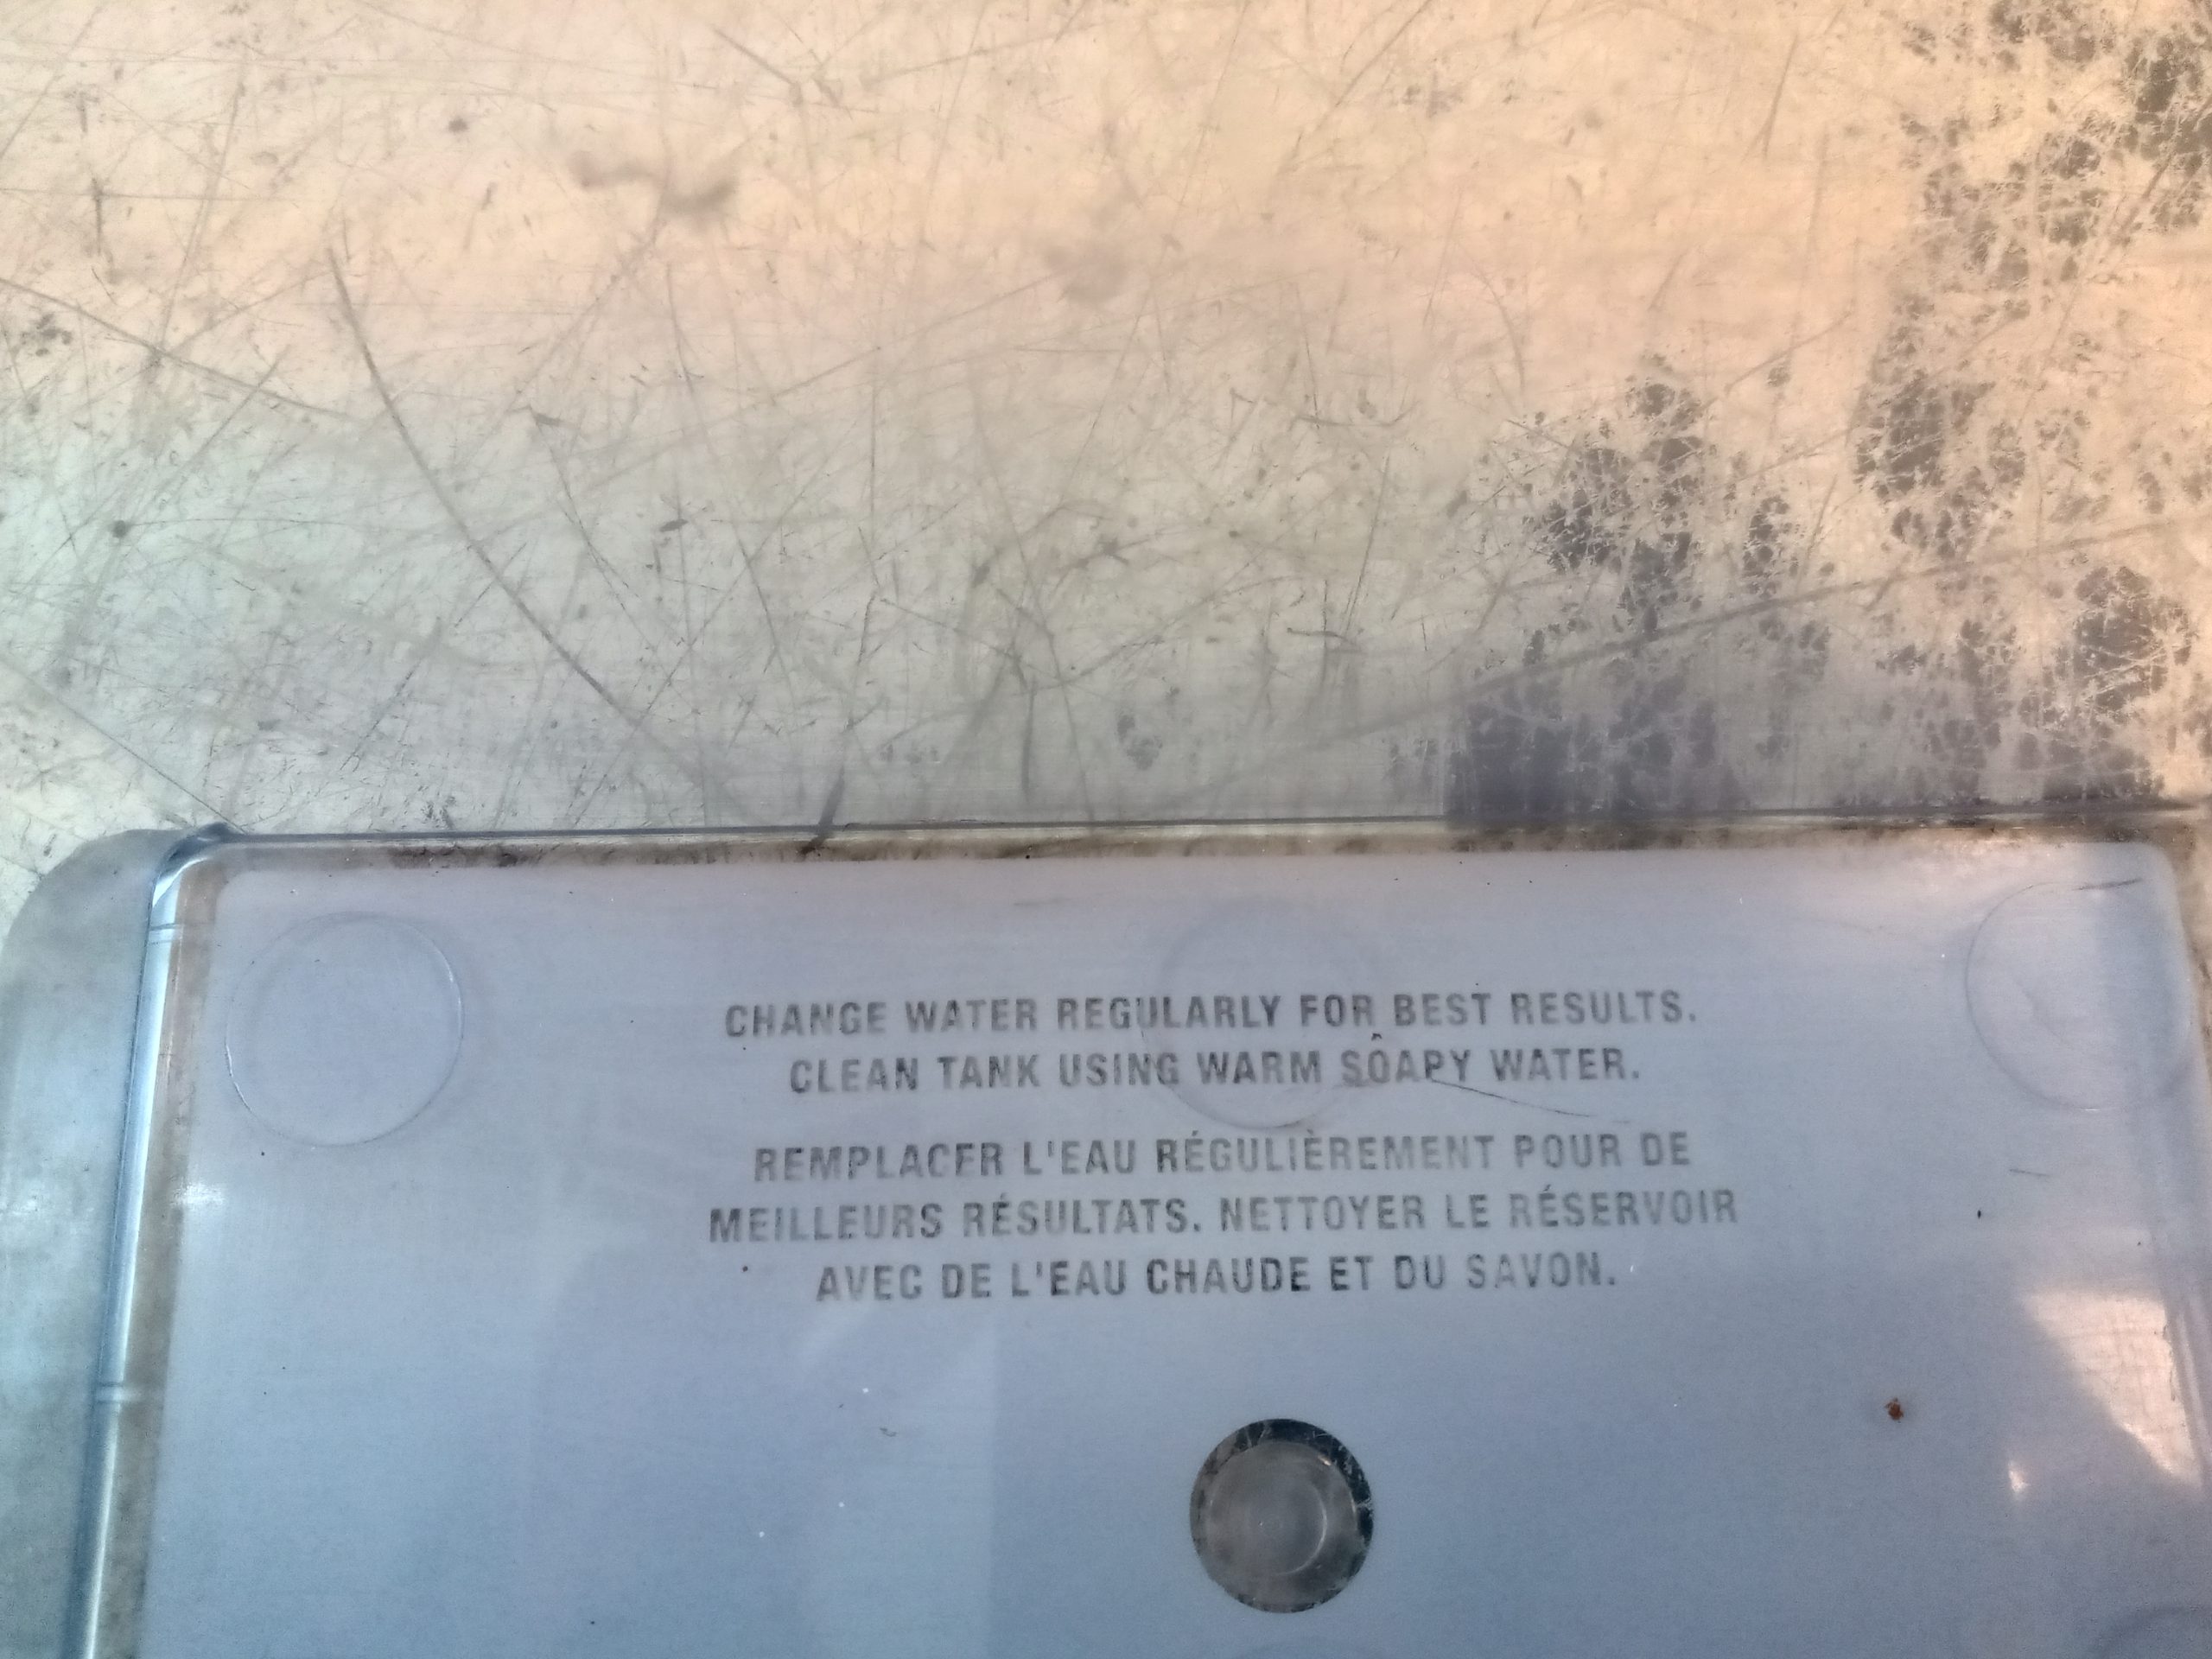 CHANGE WATER REGULARLY FOR BEST RESULTS.
CLEAN TANK USING WARM SOAPY WATER.
REMPLACER L'EAU RÉGULIÈREMENT POUR DE
MEILLEURS RÉSULTATS. NETTOYER LE RÉSERVOIR
AVEC DE L'EAU CHAUDE ET DU SAVON.